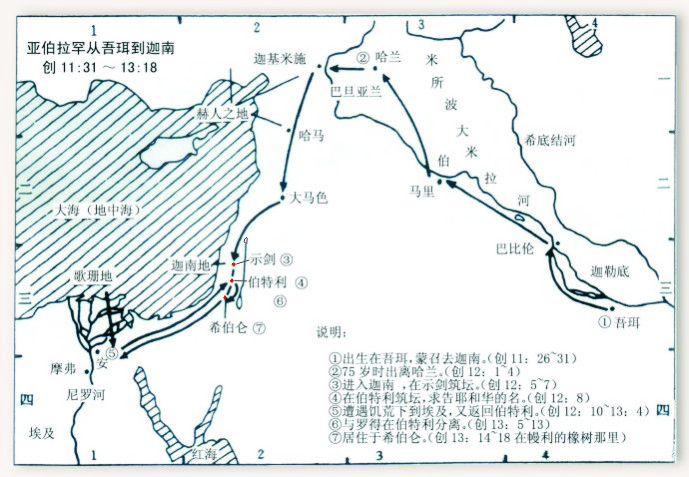 1 2 3 4
亚伯拉罕从吾珥到迦南
创 11:31 ～ 13:18
迦基米施
② 哈兰
巴旦亚兰
米所波大米
一
赫人之地
哈马
希底结河
伯拉河
二
马里
二
大马色
大海（地中海）
巴比伦
迦南地
示剑 ③
迦勒底
歌珊地
伯特利 ④
三
⑥
三
希伯仑 ⑦
① 吾珥
说明：
⑤
安
摩弗
①出生在吾珥,蒙召去迦南。(创 11：26~31)
②75 岁时出离哈兰。(创 12：1~4)
尼罗河
③进入迦南 ,在示剑筑坛。(创 12：5~7)
四
④在伯特利筑坛,求告耶和华的名。(创 12：8)
⑤遭遇饥荒下到埃及,又返回伯特利。(创 12：10~13；4)
四
⑥与罗得在伯特利分离。(创 13：5~13)
埃及
⑦居住于希伯仑。(创 13：14~18 在幔利的橡树那里)
红海
1 2 3 4